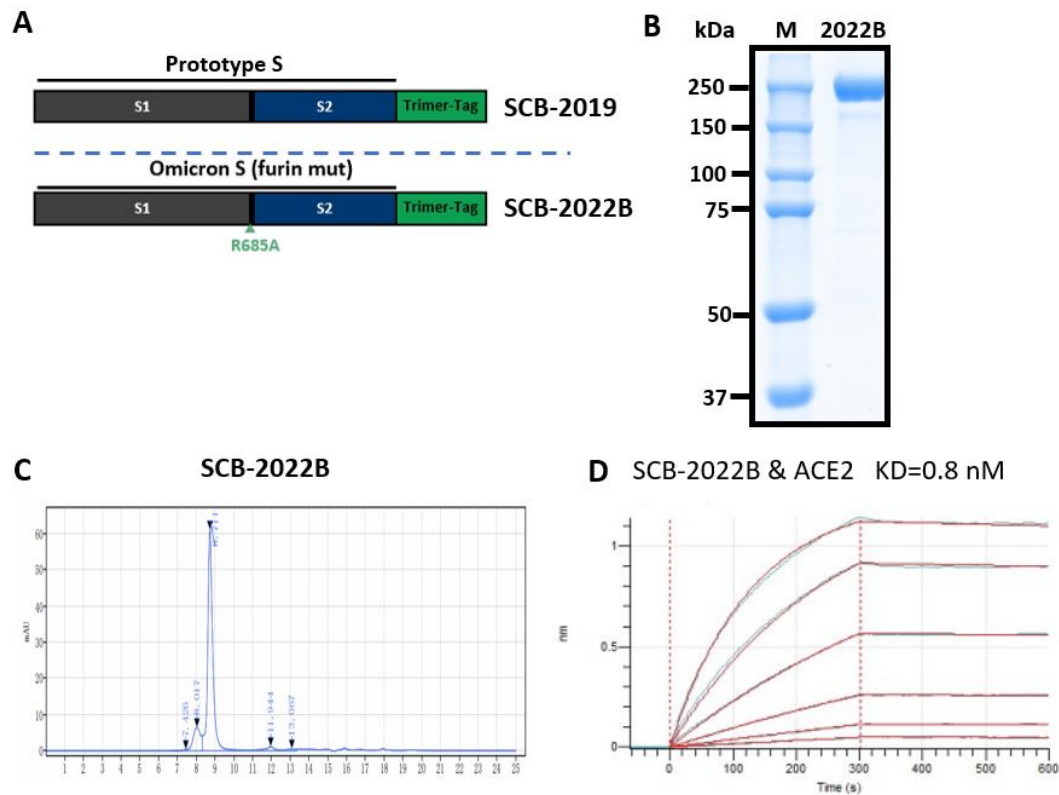 A
Prototype S
S1 S2 Trimer-Tag SCB-2019
Omicron S (furin mut)
S1 S2 Trimer-Tag SCB-2022B
R685A
B kDa M 2022B
250
150
100
75
50
37
C SCB-2022B
mAU
60
50
40
30
20
10
0
7.426
8.017
11.944
13.067
1 2 3 4 5 6 7 8 9 10 11 12 13 14 15 16 17 18 19 20 21 22 23 24 25
D SCB-2022B & ACE2 KD=0.8 nM
nm
1
0.5
0
0 100 200 300 400 500 600
Time (s)